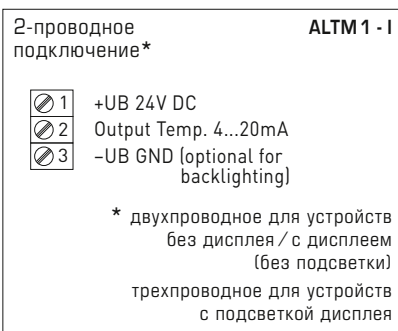 2-проводное ALTM 1 - I
подключение*
1 +UB 24V DC
2 Output Temp. 4...20mA
3 –UB GND (optional for
backlighting)
* двухпроводное для устройств
без дисплея / с дисплеем
(без подсветки)
трехпроводное для устройств
с подсветкой дисплея